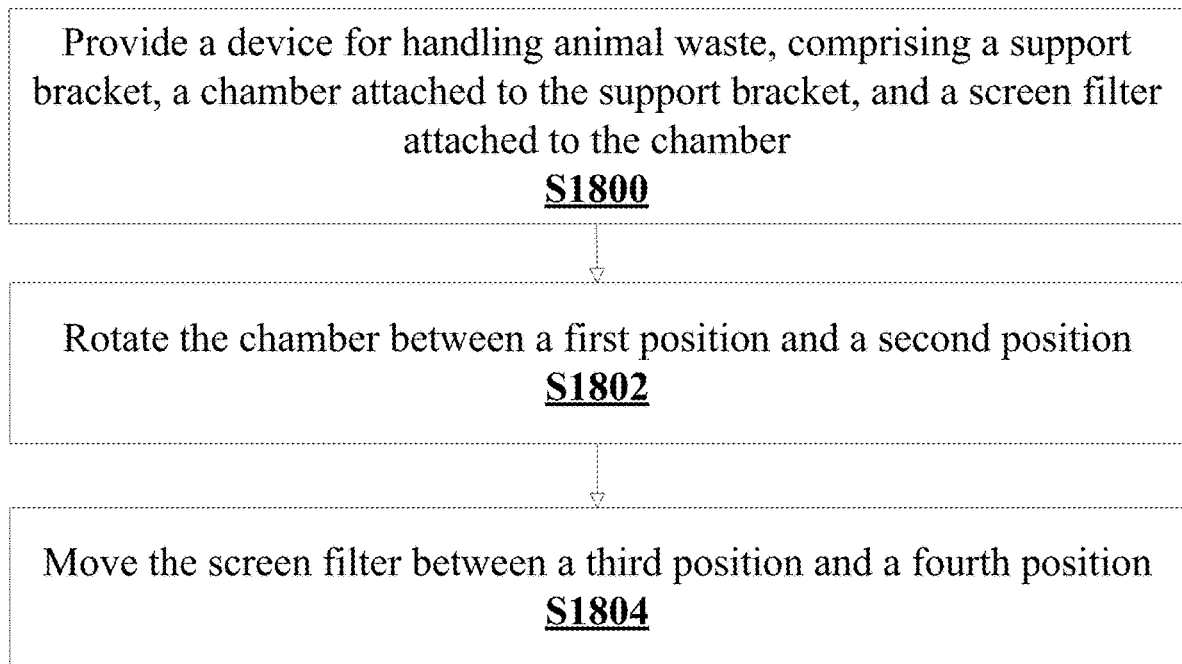 Provide a device for handling animal waste, comprising a support
bracket, a chamber attached to the support bracket, and a screen filter
attached to the chamber
S1800
Rotate the chamber between a first position and a second position
S1802
Move the screen filter between a third position and a fourth position
S1804